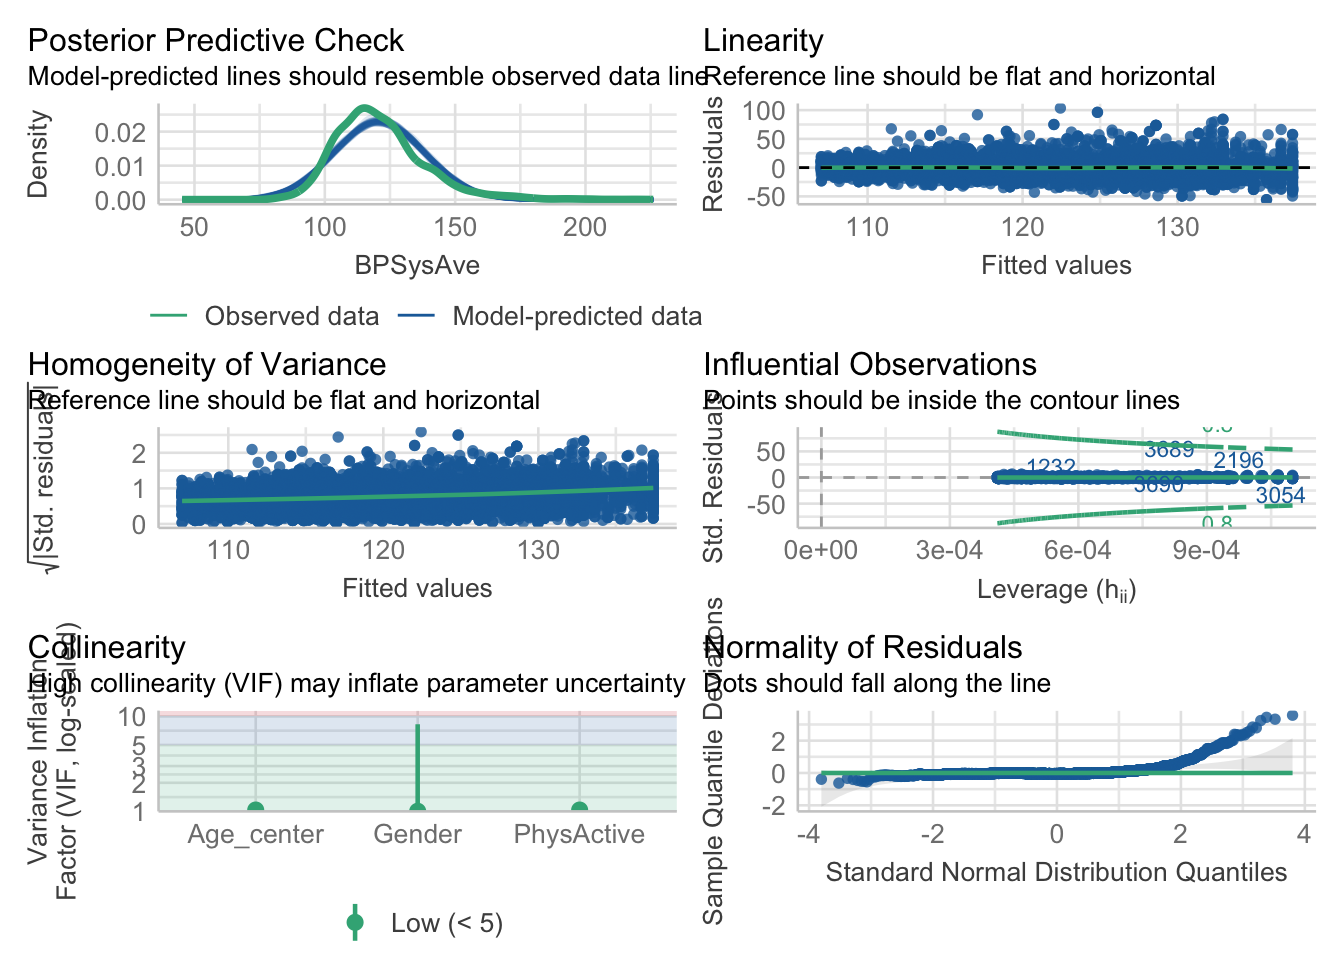 Posterior Predictive Check
Model-predicted lines should resemble observed data line
Density
0.02
0.01
0.00
50 100 150 200
BPSysAve
Observed data Model-predicted data
Linearity
Reference line should be flat and horizontal
Residuals
100
50
0
-50
110 120 130
Fitted values
Homogeneity of Variance
Reference line should be flat and horizontal
√|Std. residuals|
2
1
0
110 120 130
Fitted values
Influential Observations
Points should be inside the contour lines
Std. Residuals
50
0
-50
0.8
3689
2196
1232
3690
3054
0.8
0e+00 3e-04 6e-04 9e-04
Leverage (hii)
Collinearity
High collinearity (VIF) may inflate parameter uncertainty
Variance Inflation
Factor (VIF, log-scaled)
10
5
3
2
1
Age_center Gender PhysActive
Low (< 5)
Normality of Residuals
Dots should fall along the line
Sample Quantile Deviations
2
0
-2
-4 -2 0 2 4
Standard Normal Distribution Quantiles